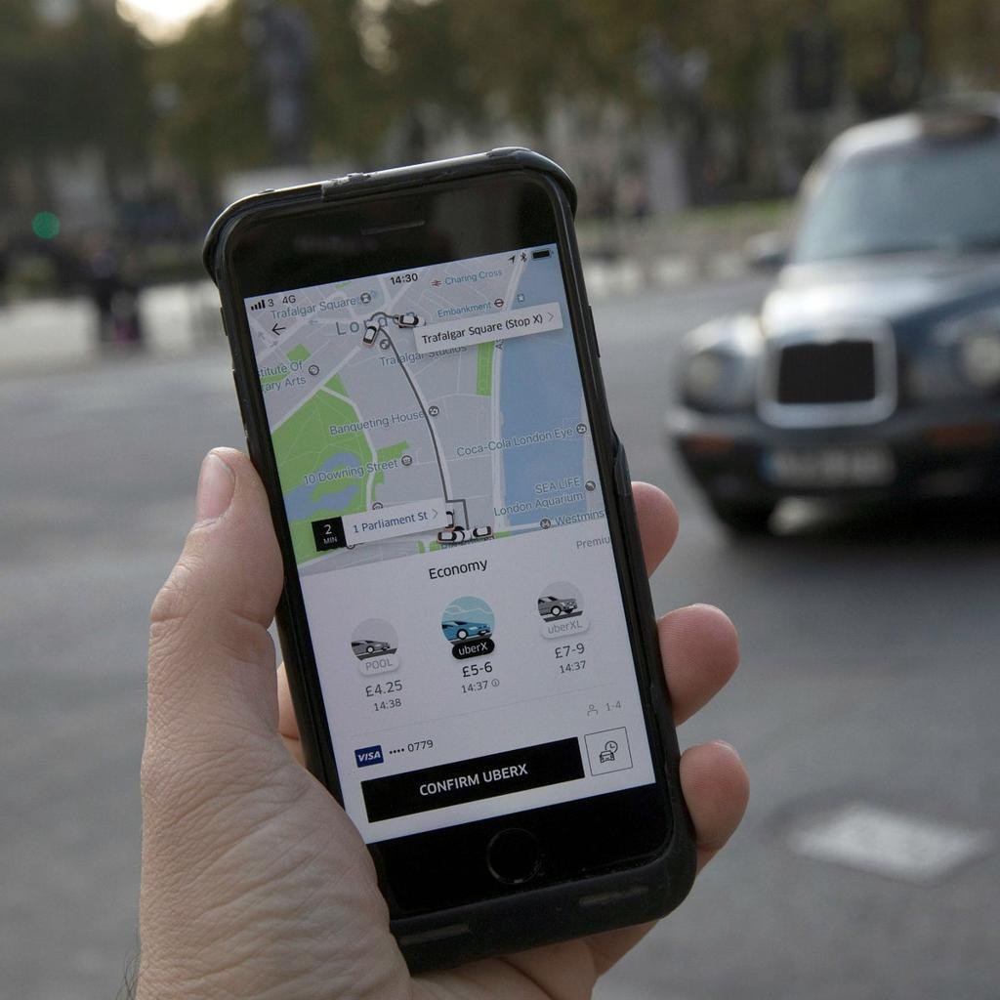 3 4G
14:30
Charing Cross
Trafalgar Square
Embankment
Trafalgar Square (Stop X)
Trafalgar Studios
titute Of
rary Arts
Banqueting House
Coca-Cola London Eye
10 Downing Street
SEA LIFE
London Aquarium
2
MIN
1 Parliament St
Westmins
Economy
Premiu
POOL
£4.25
14:38
uberX
£5-6
14:37
uberXL
£7-9
14:37
1-4
VISA •••• 0779
CONFIRM UBERX